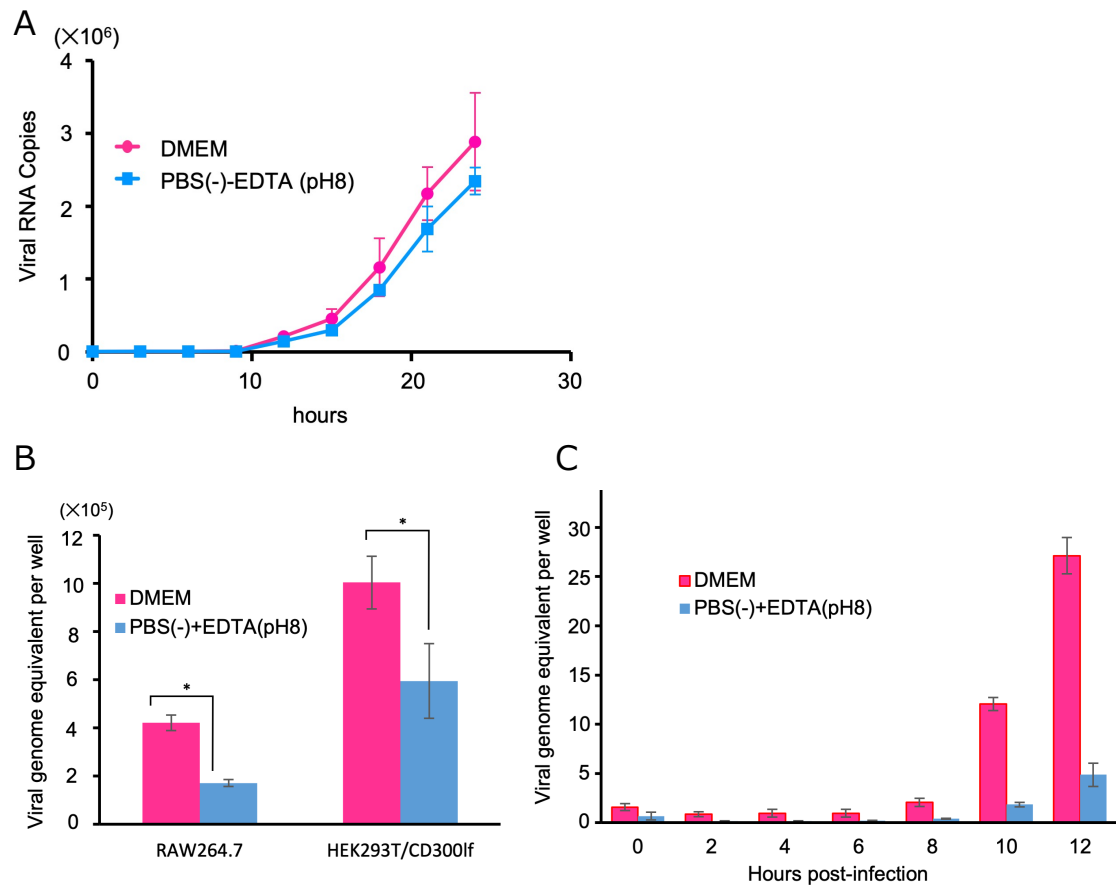 A
(×10⁶)
4
3
2
1
0
Viral RNA Copies
DMEM
PBS(-)-EDTA (pH8)
0 10 20 30
hours
B
(×10⁵)
12
10
8
6
4
2
0
Viral genome equivalent per well
DMEM
PBS(-)+EDTA(pH8)
*
*
RAW264.7 HEK293T/CD300lf
C
30
25
20
15
10
5
0
Viral genome equivalent per well
DMEM
PBS(-)+EDTA(pH8)
0 2 4 6 8 10 12
Hours post-infection